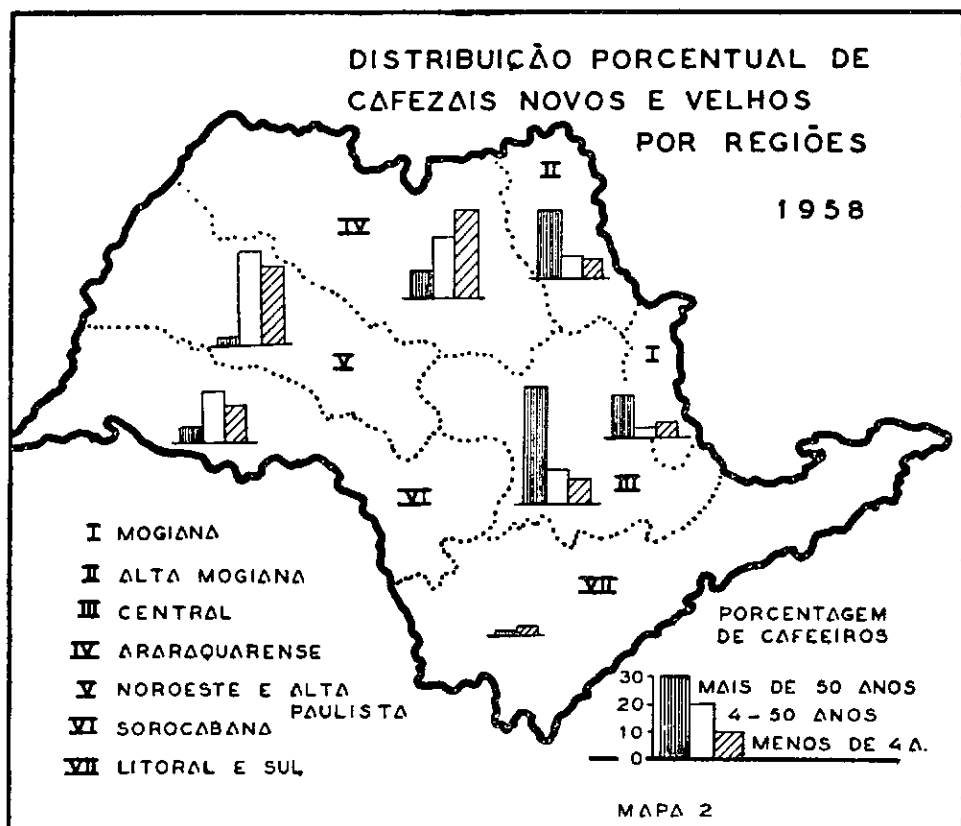 DISTRIBUIÇÃO PORCENTUAL DE
CAFEZAIS NOVOS E VELHOS
POR REGIÕES
1958
II
IV
I
V
VI
III
VII
I MOGIANA
II ALTA MOGIANA
III CENTRAL
IV ARARAQUARENSE
V NOROESTE E ALTA
PAULISTA
VI SOROCABANA
VII LITORAL E SUL
PORCENTAGEM
DE CAFEEIROS
30
20
10
0
MAIS DE 50 ANOS
4-50 ANOS
MENOS DE 4 A.
MAPA 2